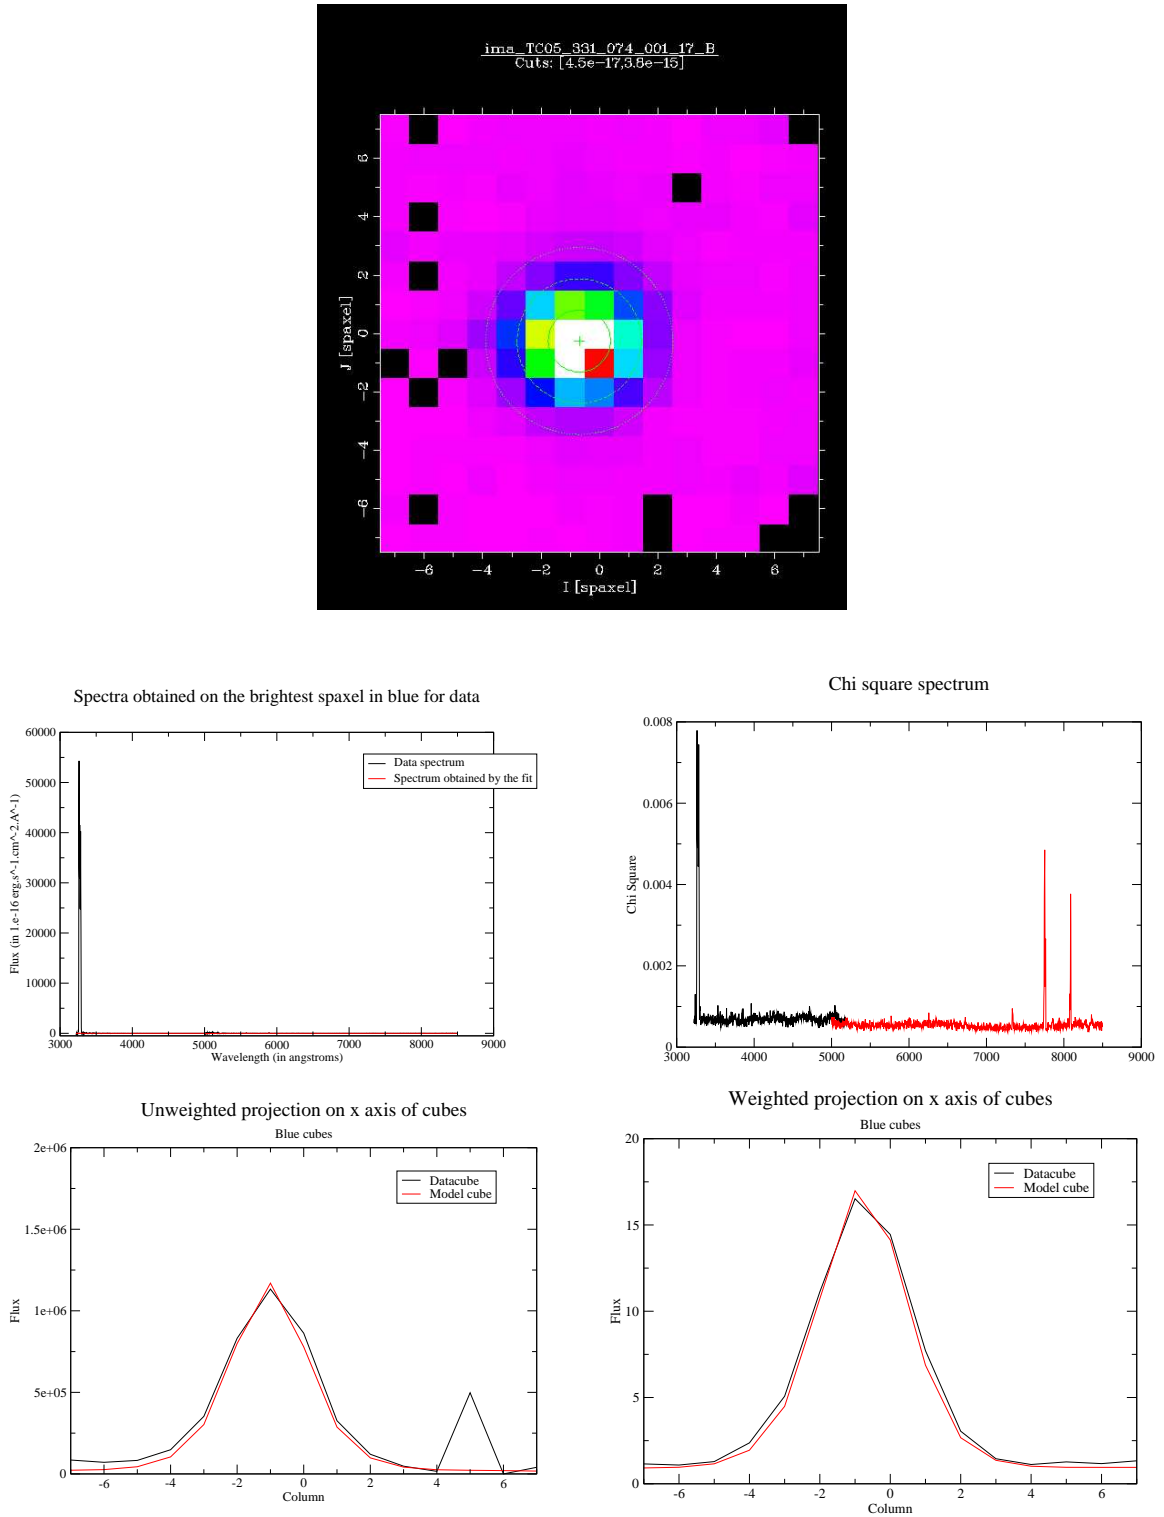 ima_TC05_331_074_001_17_B
Cuts: [4.5e-17,3.8e-15]
J [spaxel]
6
4
2
0
−2
−4
−6
−6 −4 −2 0 2 4 6
I [spaxel]
Spectra obtained on the brightest spaxel in blue for data
Flux (in 1.e-16 erg.s^-1.cm^-2.A^-1)
60000
50000
40000
30000
20000
10000
0
Data spectrum
Spectrum obtained by the fit
3000 4000 5000 6000 7000 8000 9000
Wavelength (in angstroms)
Chi square spectrum
Chi Square
0.008
0.006
0.004
0.002
0
3000 4000 5000 6000 7000 8000 9000
Unweighted projection on x axis of cubes
Blue cubes
Flux
2e+06
1.5e+06
1e+06
5e+05
0
Datacube
Model cube
-6 -4 -2 0 2 4 6
Column
Weighted projection on x axis of cubes
Blue cubes
Flux
20
15
10
5
0
Datacube
Model cube
-6 -4 -2 0 2 4 6
Column